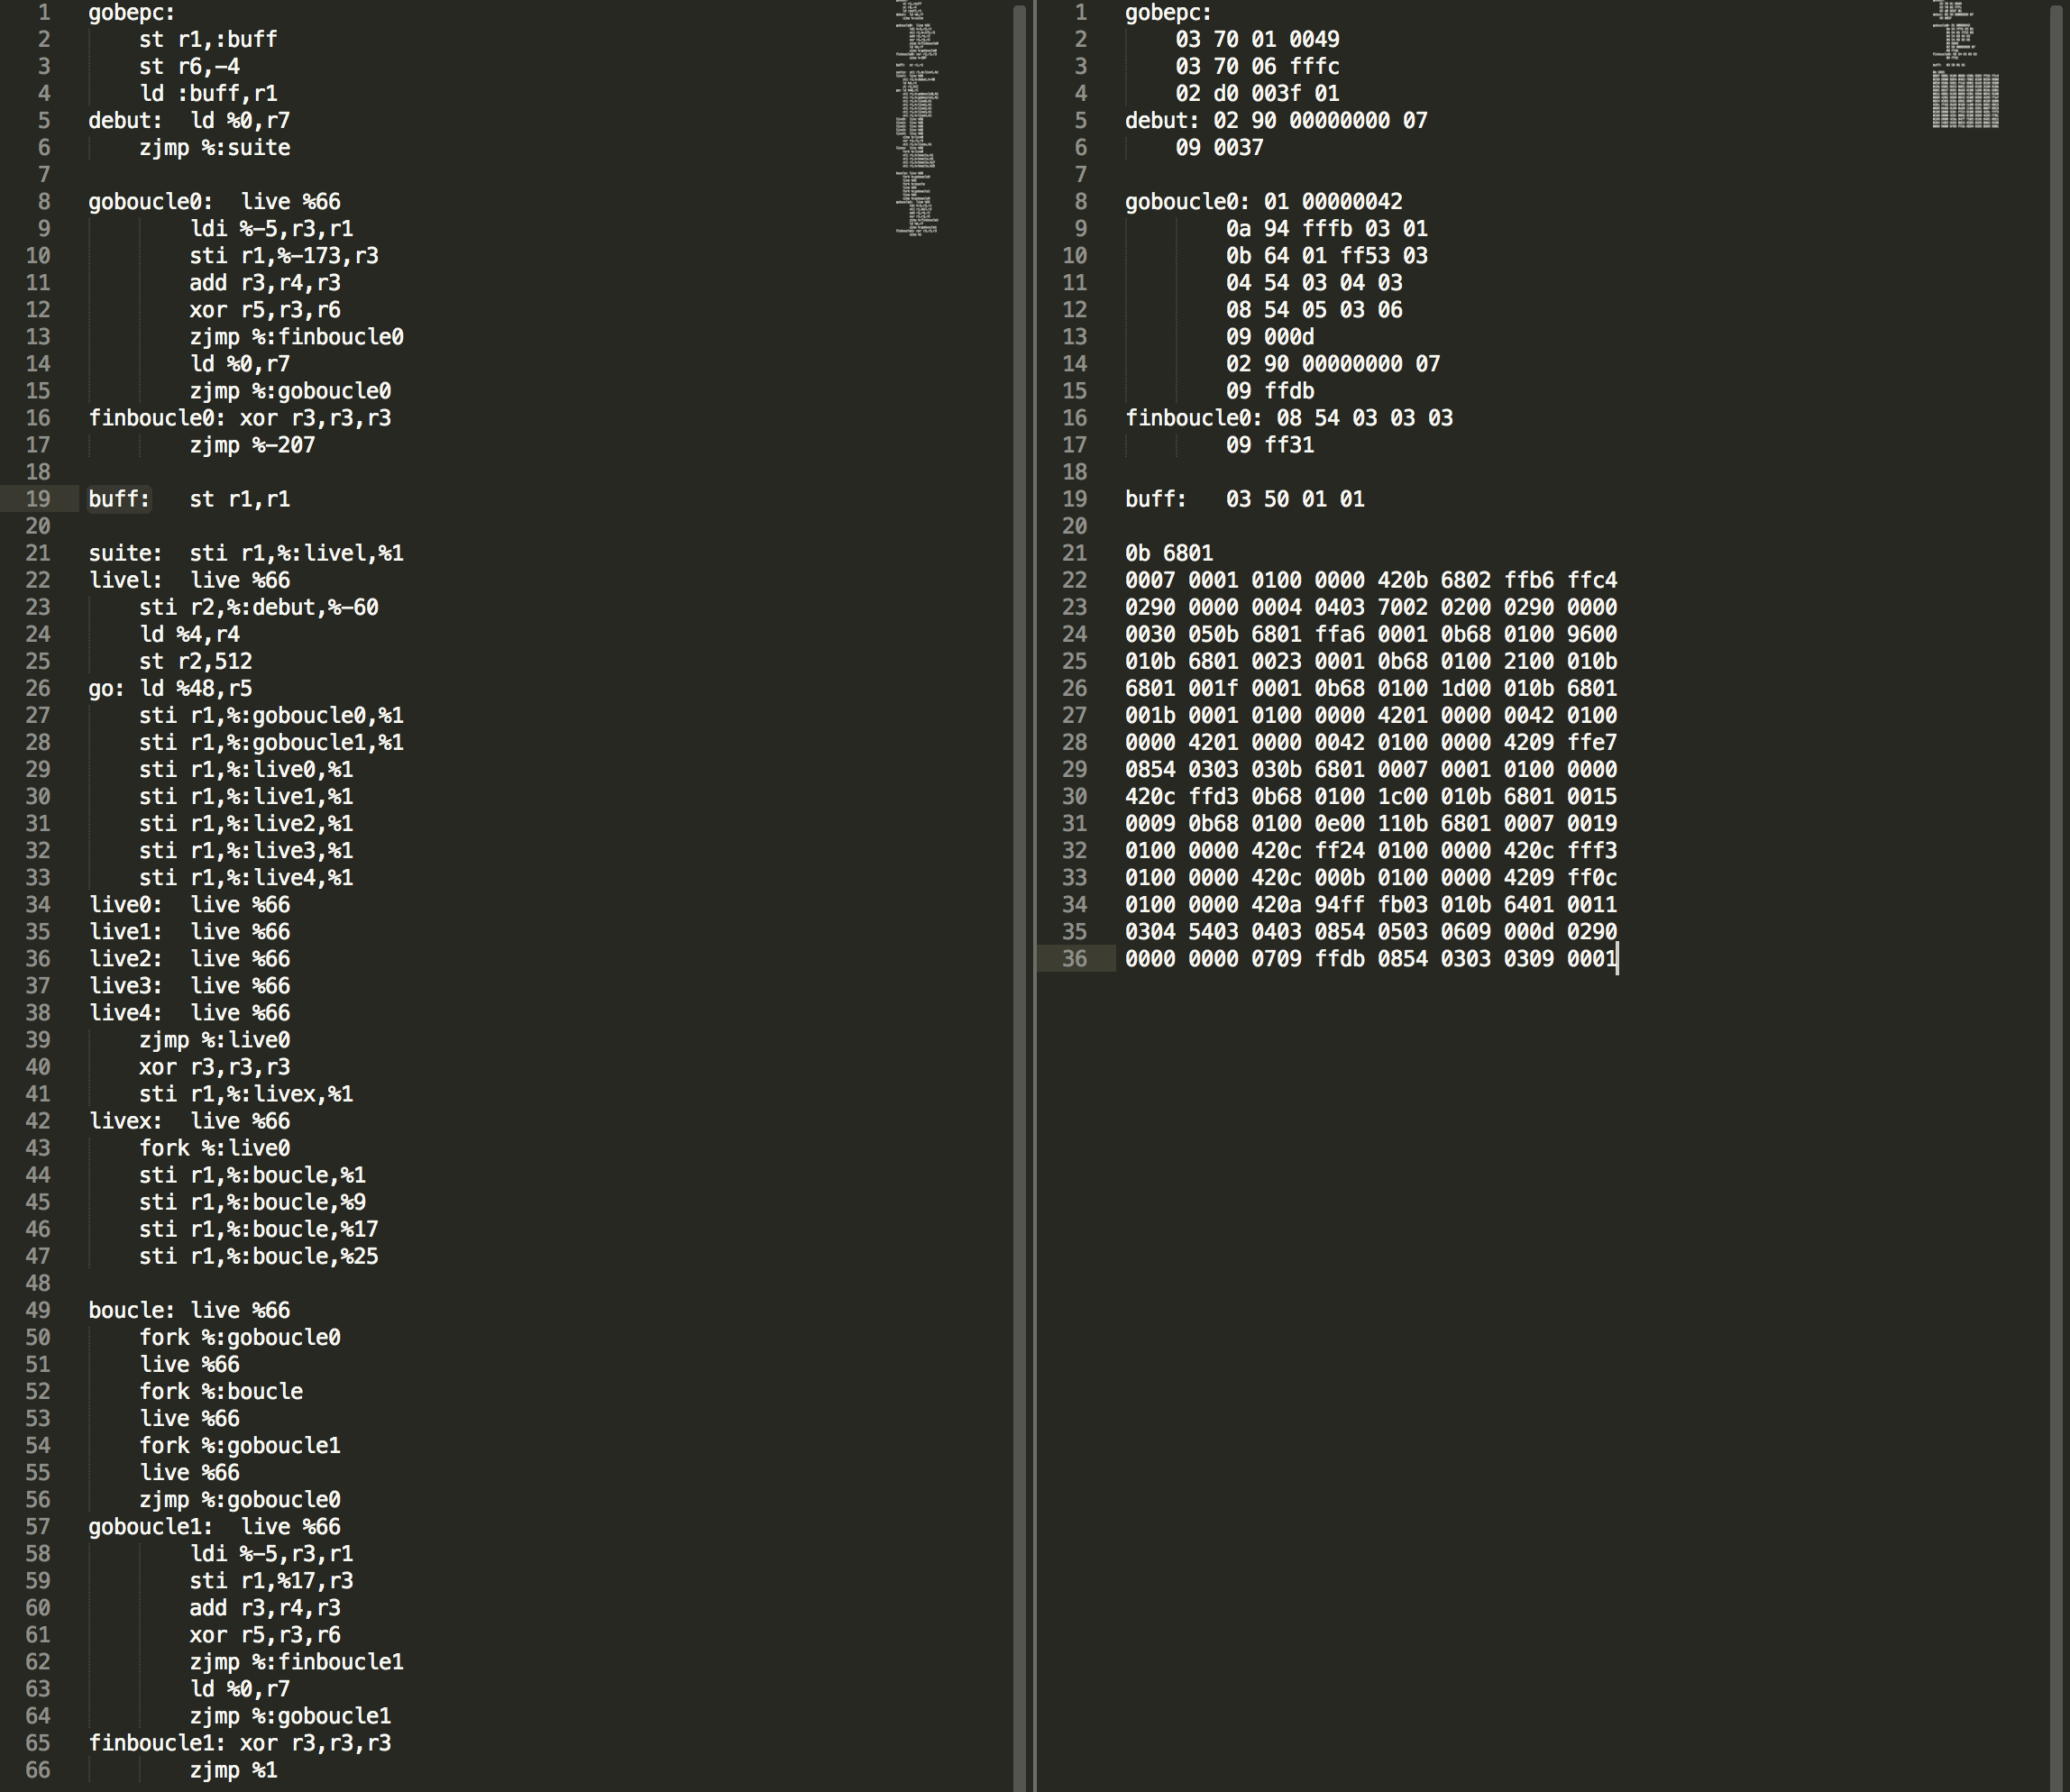 1 gobepc:
2 st r1,:buff
3 st r6,-4
4 ld :buff,r1
5 debut: ld %0,r7
6 zjmp %:suite
7
8 goboucle0: live %66
9 ldi %-5,r3,r1
10 sti r1,%-173,r3
11 add r3,r4,r3
12 xor r5,r3,r6
13 zjmp %:finboucle0
14 ld %0,r7
15 zjmp %:goboucle0
16 finboucle0: xor r3,r3,r3
17 zjmp %-207
18
19 buff: st r1,r1
20
21 suite: sti r1,%:livel,%1
22 livel: live %66
23 sti r2,%:debut,%-60
24 ld %4,r4
25 st r2,512
26 go: ld %48,r5
27 sti r1,%:goboucle0,%1
28 sti r1,%:goboucle1,%1
29 sti r1,%:live0,%1
30 sti r1,%:live1,%1
31 sti r1,%:live2,%1
32 sti r1,%:live3,%1
33 sti r1,%:live4,%1
34 live0: live %66
35 live1: live %66
36 live2: live %66
37 live3: live %66
38 live4: live %66
39 zjmp %:live0
40 xor r3,r3,r3
41 sti r1,%:livex,%1
42 livex: live %66
43 fork %:live0
44 sti r1,%:boucle,%1
45 sti r1,%:boucle,%9
46 sti r1,%:boucle,%17
47 sti r1,%:boucle,%25
48
49 boucle: live %66
50 fork %:goboucle0
51 live %66
52 fork %:boucle
53 live %66
54 fork %:goboucle1
55 live %66
56 zjmp %:goboucle0
57 goboucle1: live %66
58 ldi %-5,r3,r1
59 sti r1,%17,r3
60 add r3,r4,r3
61 xor r5,r3,r6
62 zjmp %:finboucle1
63 ld %0,r7
64 zjmp %:goboucle1
65 finboucle1: xor r3,r3,r3
66 zjmp %1
1 gobepc:
2 03 70 01 0049
3 03 70 06 fffc
4 02 d0 003f 01
5 debut: 02 90 00000000 07
6 09 0037
7
8 goboucle0: 01 00000042
9 0a 94 fffb 03 01
10 0b 64 01 ff53 03
11 04 54 03 04 03
12 08 54 05 03 06
13 09 000d
14 02 90 00000000 07
15 09 ffdb
16 finboucle0: 08 54 03 03 03
17 09 ff31
18
19 buff: 03 50 01 01
20
21 0b 6801
22 0007 0001 0100 0000 420b 6802 ffb6 ffc4
23 0290 0000 0004 0403 7002 0200 0290 0000
24 0030 050b 6801 ffa6 0001 0b68 0100 9600
25 010b 6801 0023 0001 0b68 0100 2100 010b
26 6801 001f 0001 0b68 0100 1d00 010b 6801
27 001b 0001 0100 0000 4201 0000 0042 0100
28 0000 4201 0000 0042 0100 0000 4209 ffe7
29 0854 0303 030b 6801 0007 0001 0100 0000
30 420c ffd3 0b68 0100 1c00 010b 6801 0015
31 0009 0b68 0100 0e00 110b 6801 0007 0019
32 0100 0000 420c ff24 0100 0000 420c fff3
33 0100 0000 420c 000b 0100 0000 4209 ff0c
34 0100 0000 420a 94ff fb03 010b 6401 0011
35 0304 5403 0403 0854 0503 0609 000d 0290
36 0000 0000 0709 ffdb 0854 0303 0309 0001